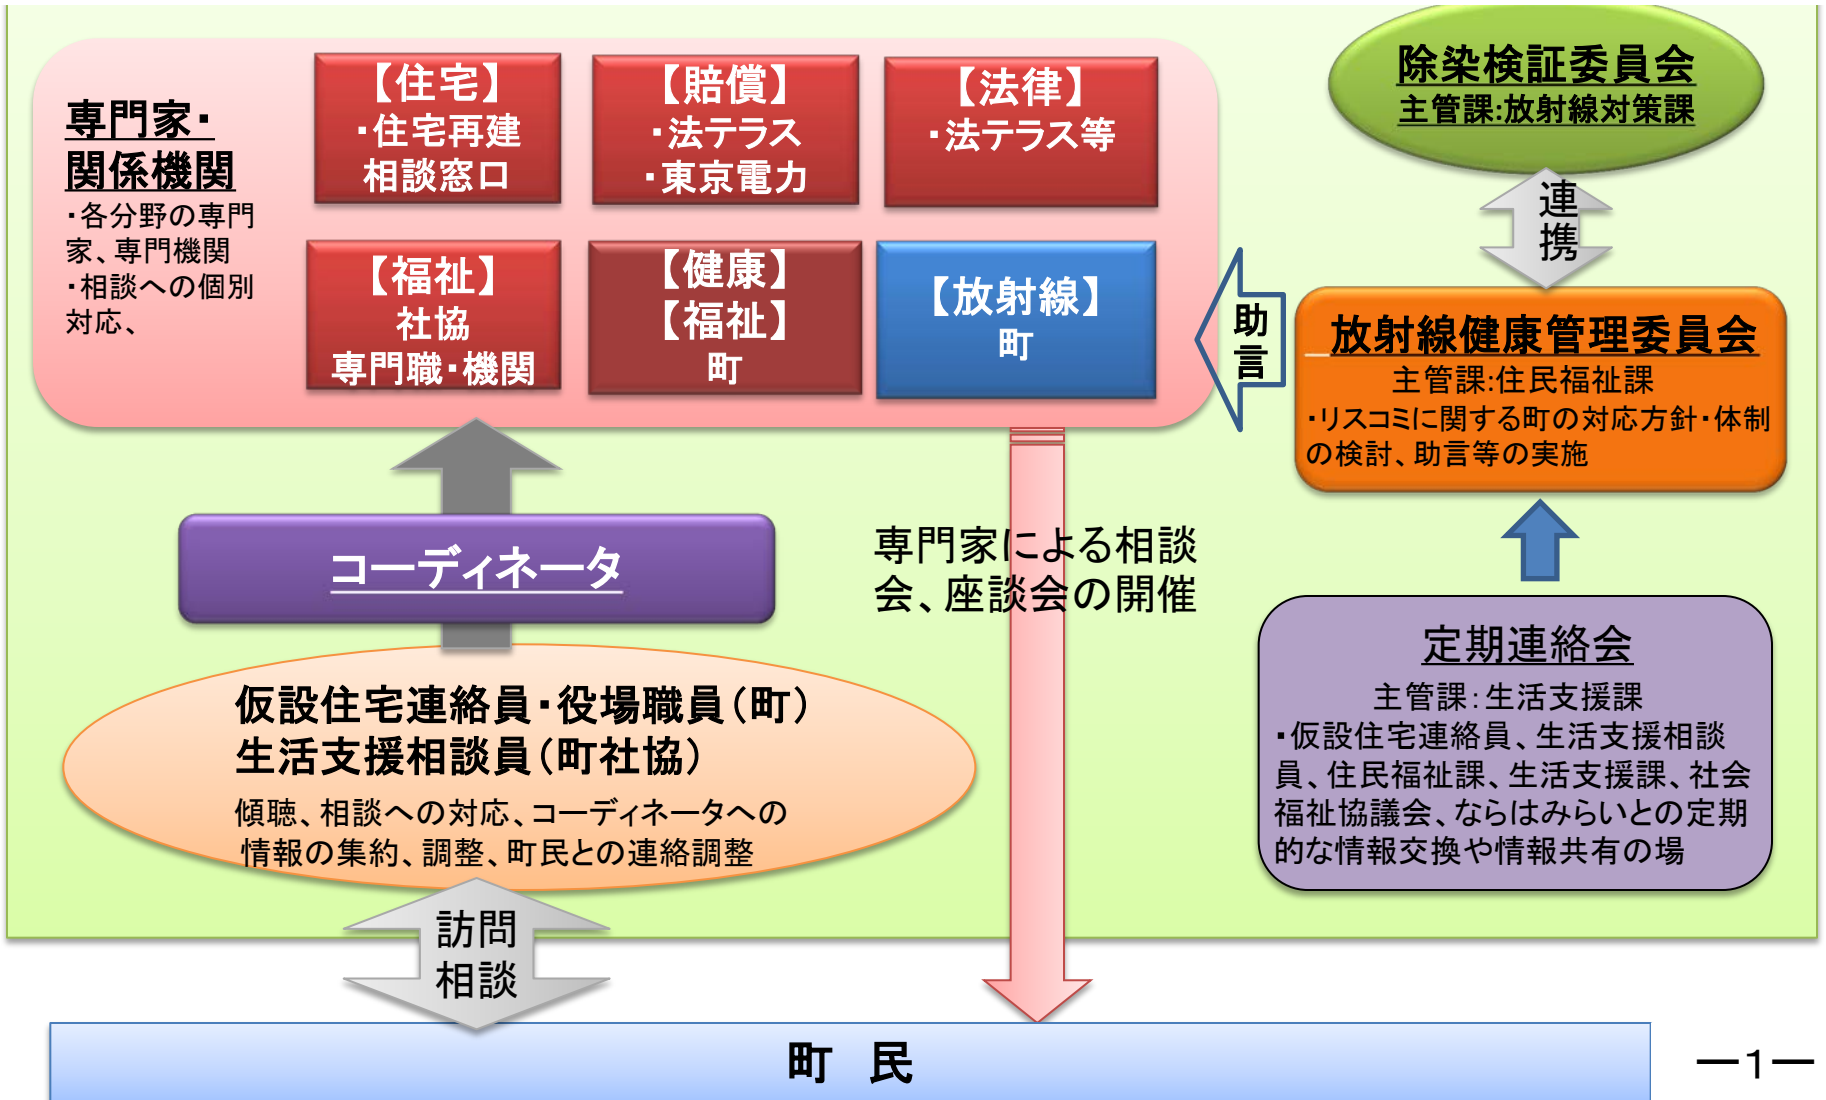 専門家・
関係機関
・各分野の専門
家、専門機関
・相談への個別
対応、
【住宅】
・住宅再建
相談窓口
【賠償】
・法テラス
・東京電力
【法律】
・法テラス等
【福祉】
社協
専門職・機関
【健康】
【福祉】
町
【放射線】
町
除染検証委員会
主管課:放射線対策課
連
携
助
言
放射線健康管理委員会
主管課:住民福祉課
・リスコミに関する町の対応方針・体制
の検討、助言等の実施
コーディネータ
専門家による相談
会、座談会の開催
定期連絡会
主管課:生活支援課
・仮設住宅連絡員、生活支援相談
員、住民福祉課、生活支援課、社会
福祉協議会、ならはみらいとの定期
的な情報交換や情報共有の場
仮設住宅連絡員・役場職員(町)
生活支援相談員(町社協)
傾聴、相談への対応、コーディネータへの
情報の集約、調整、町民との連絡調整
訪問
相談
町 民
ー1ー